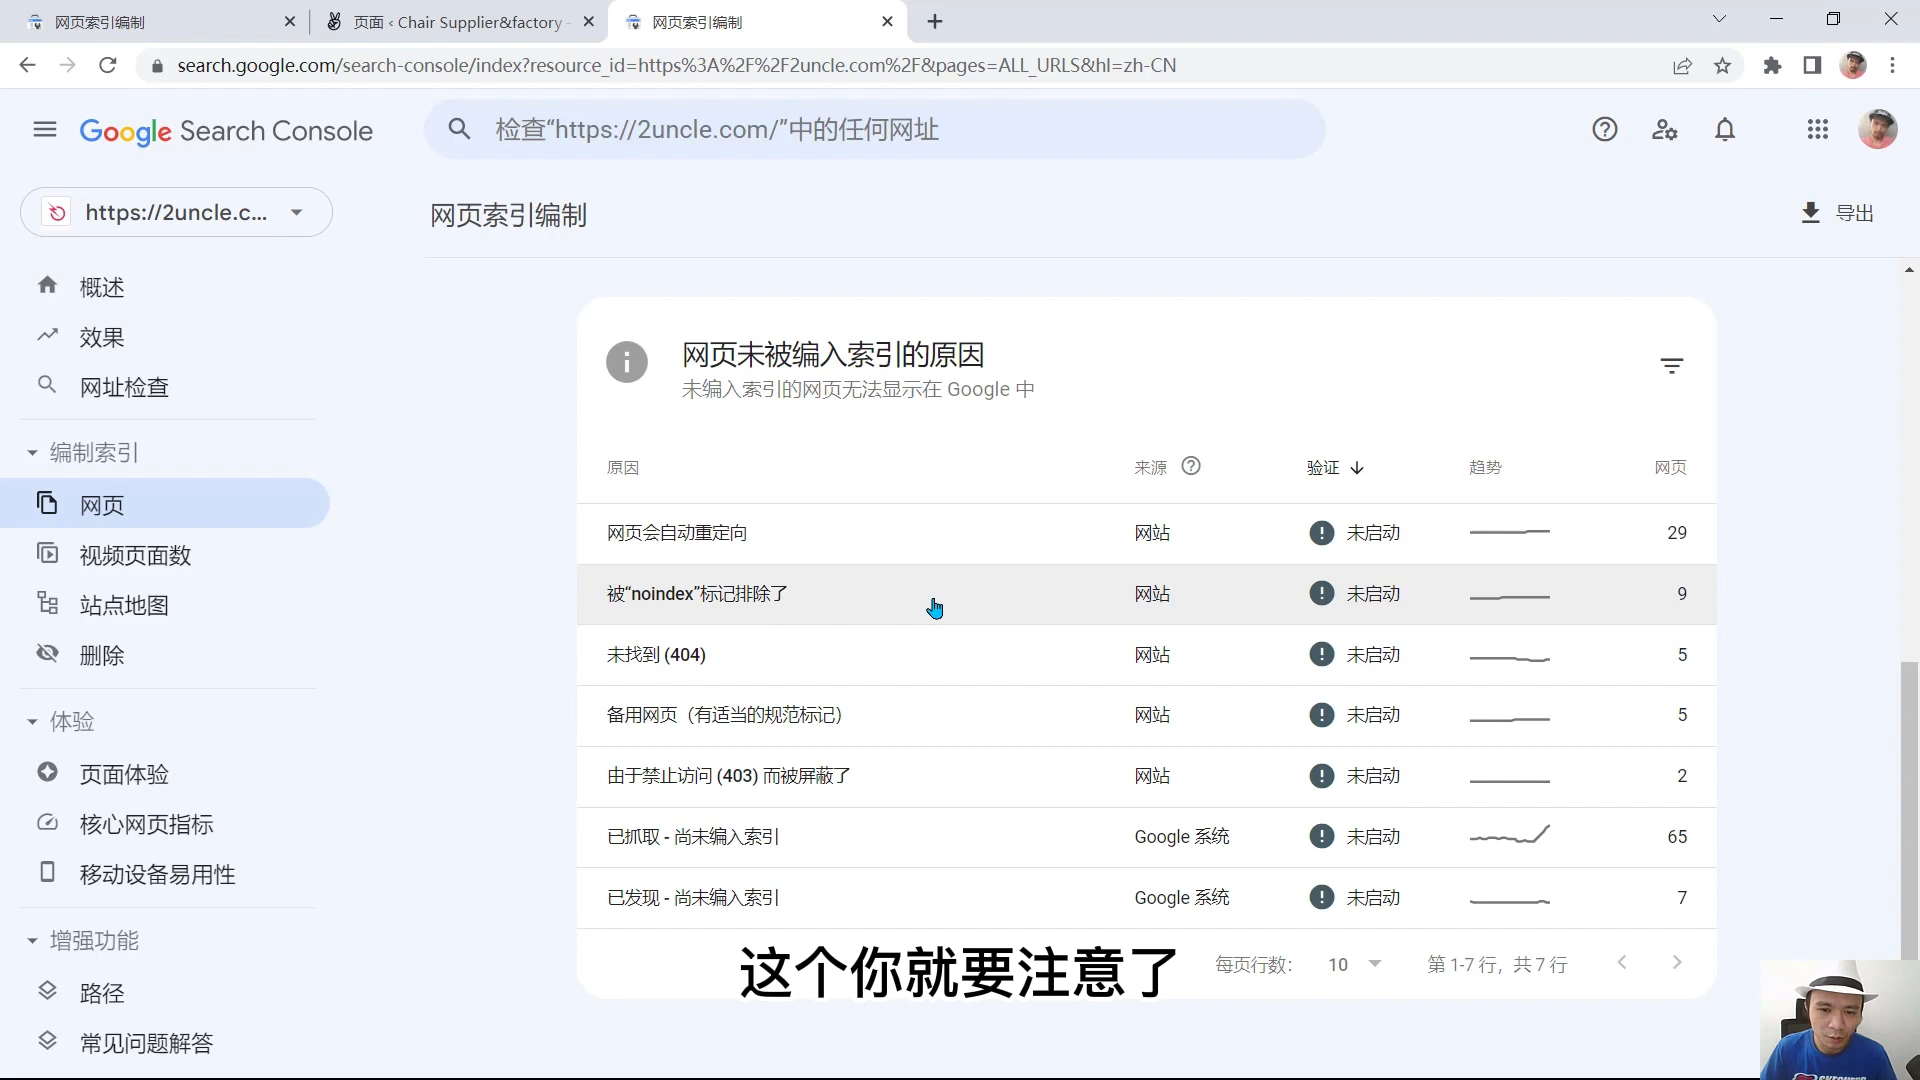 网页索引编制
页面 ‹ Chair Supplier&factory -
网页索引编制
search.google.com/search-console/index?resource_id=https%3A%2F%2F2uncle.com%2F&pages=ALL_URLS&hl=zh-CN
Google Search Console
检查“https://2uncle.com/”中的任何网址
https://2uncle.c...
网页索引编制
导出
概述
效果
网址检查
编制索引
网页
视频页面数
站点地图
删除
体验
页面体验
核心网页指标
移动设备易用性
增强功能
路径
常见问题解答
网页未被编入索引的原因
未编入索引的网页无法显示在 Google 中
原因 来源 验证 趋势 网页
网页会自动重定向 网站 未启动 29
被“noindex”标记排除了 网站 未启动 9
未找到 (404) 网站 未启动 5
备用网页（有适当的规范标记） 网站 未启动 5
由于禁止访问 (403) 而被屏蔽了 网站 未启动 2
已抓取 - 尚未编入索引 Google 系统 未启动 65
已发现 - 尚未编入索引 Google 系统 未启动 7
每页行数： 10 第 1-7 行，共 7 行
这个你就要注意了